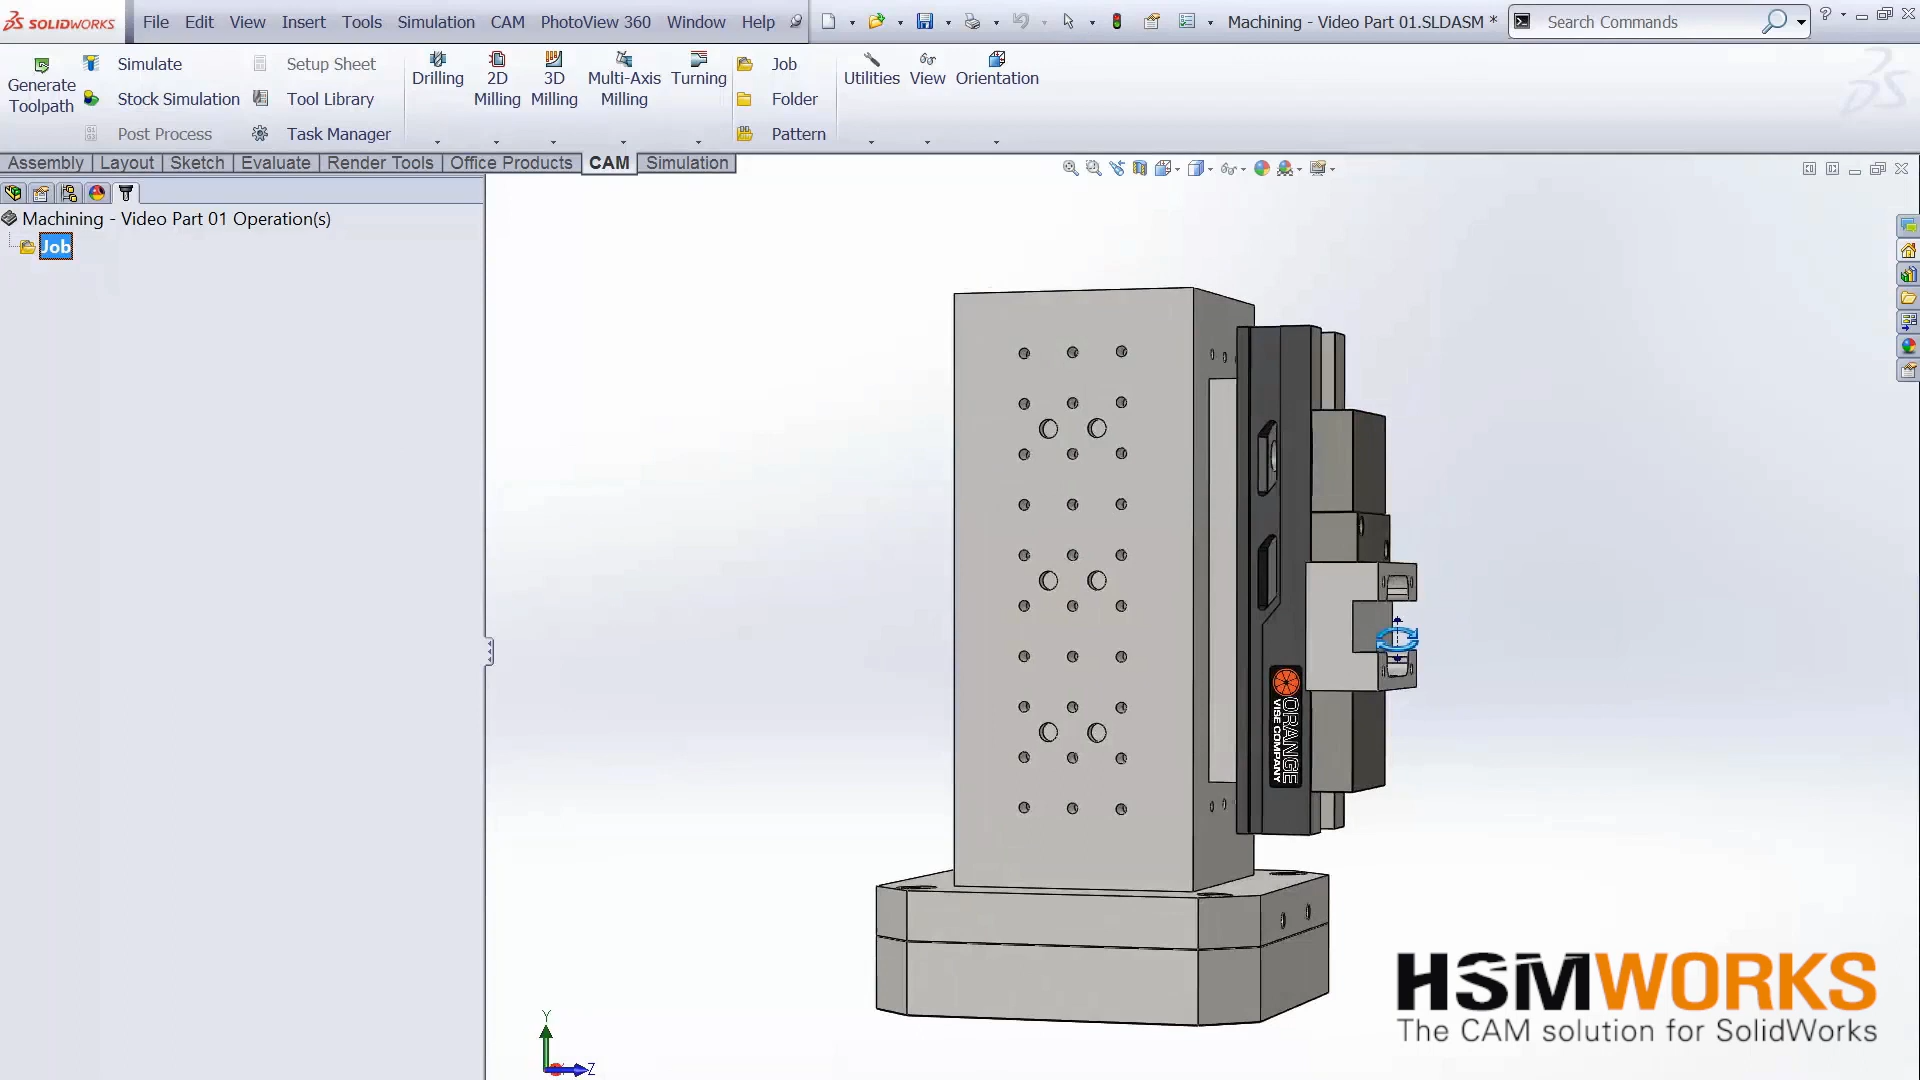 SOLIDWORKS File Edit View Insert Tools Simulation CAM PhotoView 360 Window Help Machining - Video Part 01.SLDASM * Search Commands ?
Generate Toolpath
Simulate
Stock Simulation
Post Process
Setup Sheet
Tool Library
Task Manager
Drilling
2D Milling
3D Milling
Multi-Axis Milling
Turning
Job
Folder
Pattern
Utilities
View
Orientation
Assembly Layout Sketch Evaluate Render Tools Office Products CAM Simulation
Machining - Video Part 01 Operation(s)
Job
ORANGE
VISE COMPANY
Y
Z
HSMWORKS
The CAM solution for SolidWorks